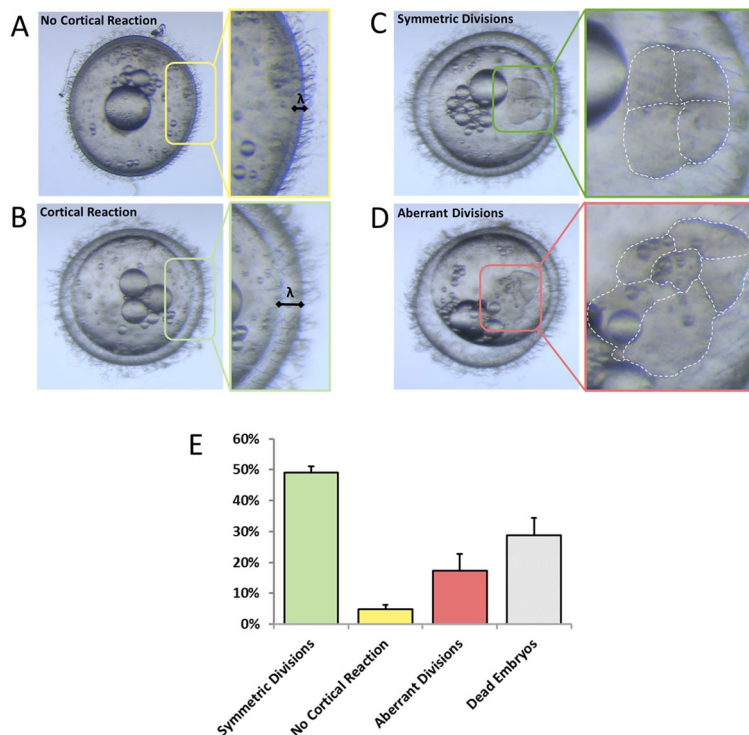 A
No Cortical Reaction
λ
B
Cortical Reaction
λ
C
Symmetric Divisions
D
Aberrant Divisions
E
60%
50%
40%
30%
20%
10%
0%
Symmetric Divisions
No Cortical Reaction
Aberrant Divisions
Dead Embryos